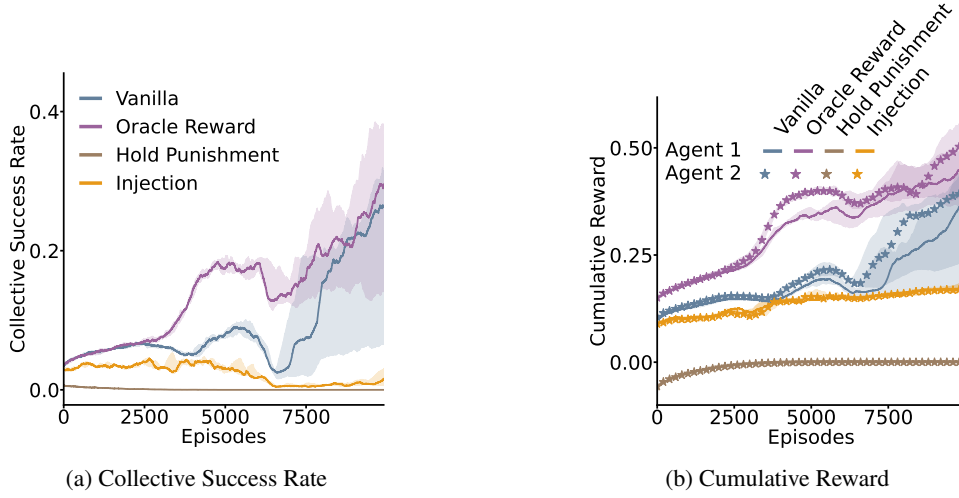 0.4
0.2
0.0
Collective Success Rate
Vanilla
Oracle Reward
Hold Punishment
Injection
0
2500
5000
7500
Episodes
(a) Collective Success Rate
Vanilla
Oracle Reward
Hold Punishment
Injection
Agent 1
Agent 2
0.50
0.25
0.00
Cumulative Reward
0
2500
5000
7500
Episodes
(b) Cumulative Reward